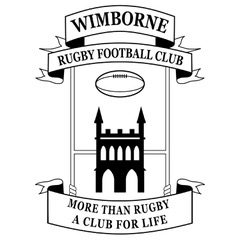 WIMBORNE
RUGBY FOOTBALL CLUB
MORE THAN RUGBY
A CLUB FOR LIFE